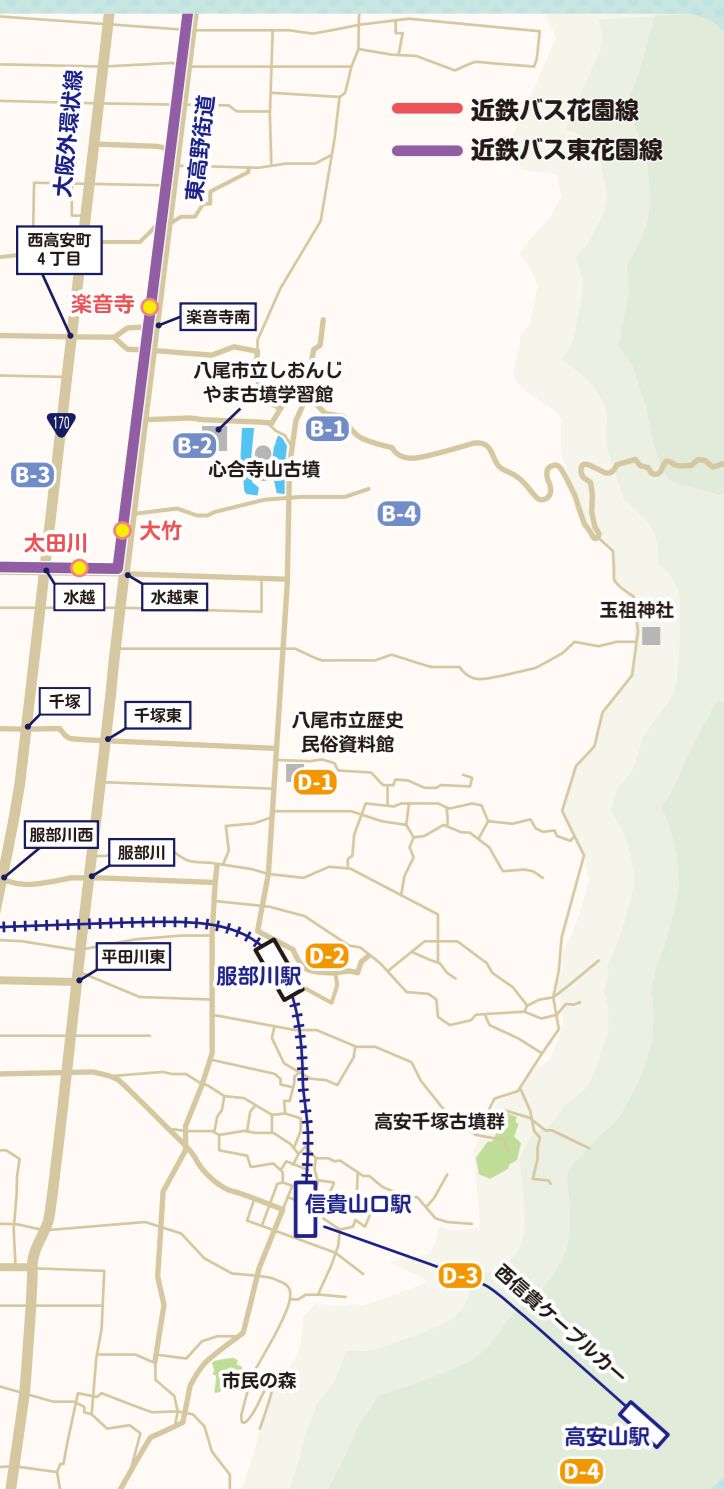 大阪外環状線
東高野街道
近鉄バス花園線
近鉄バス東花園線
西高安町
4丁目
楽音寺
楽音寺南
八尾市立しおんじ
やま古墳学習館
170
B-1
B-2
B-3
心合寺山古墳
B-4
太田川
大竹
水越
水越東
玉祖神社
千塚
千塚東
八尾市立歴史
民俗資料館
D-1
服部川西
服部川
平田川東
D-2
服部川駅
高安千塚古墳群
信貴山口駅
D-3
西信貴ケーブルカー
市民の森
高安山駅
D-4